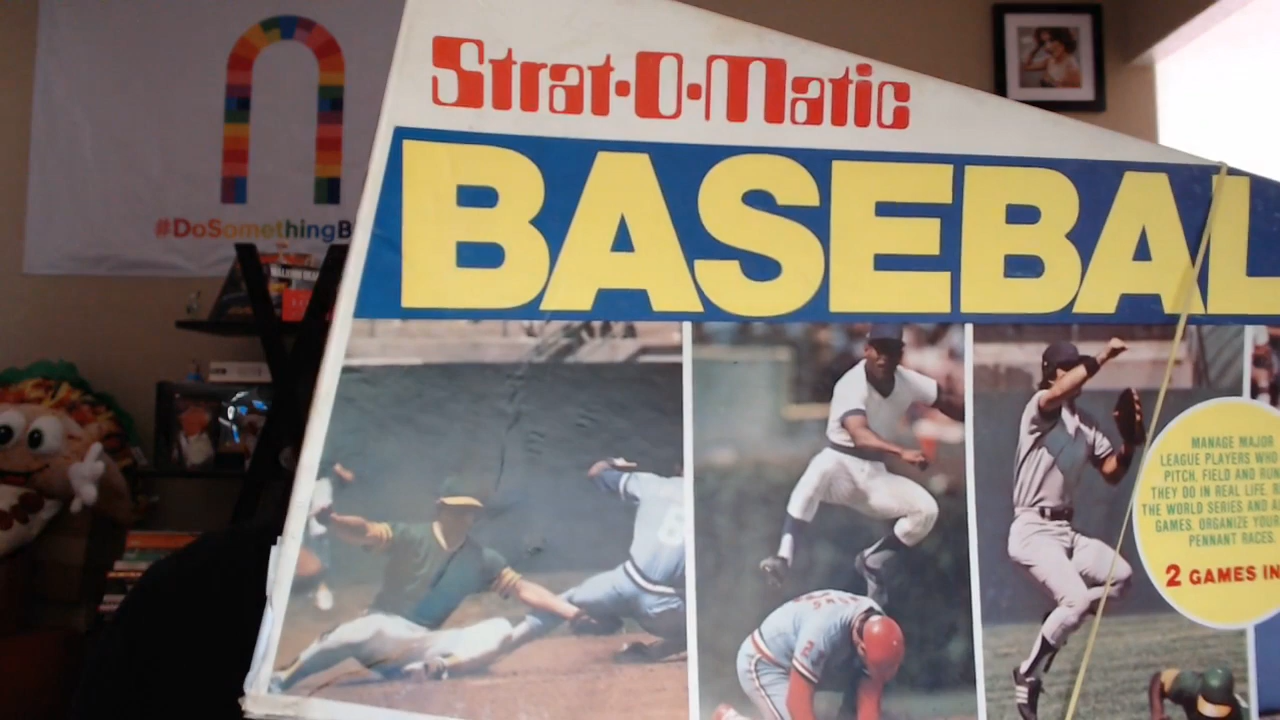 Strat-O-Matic
BASEBAL
#DoSomethingB
MANAGE MAJOR
LEAGUE PLAYERS WHO
PITCH, FIELD AND RUN
THEY DO IN REAL LIFE.
THE WORLD SERIES AND
GAMES. ORGANIZE YOUR
PENNANT RACES.
2 GAMES IN